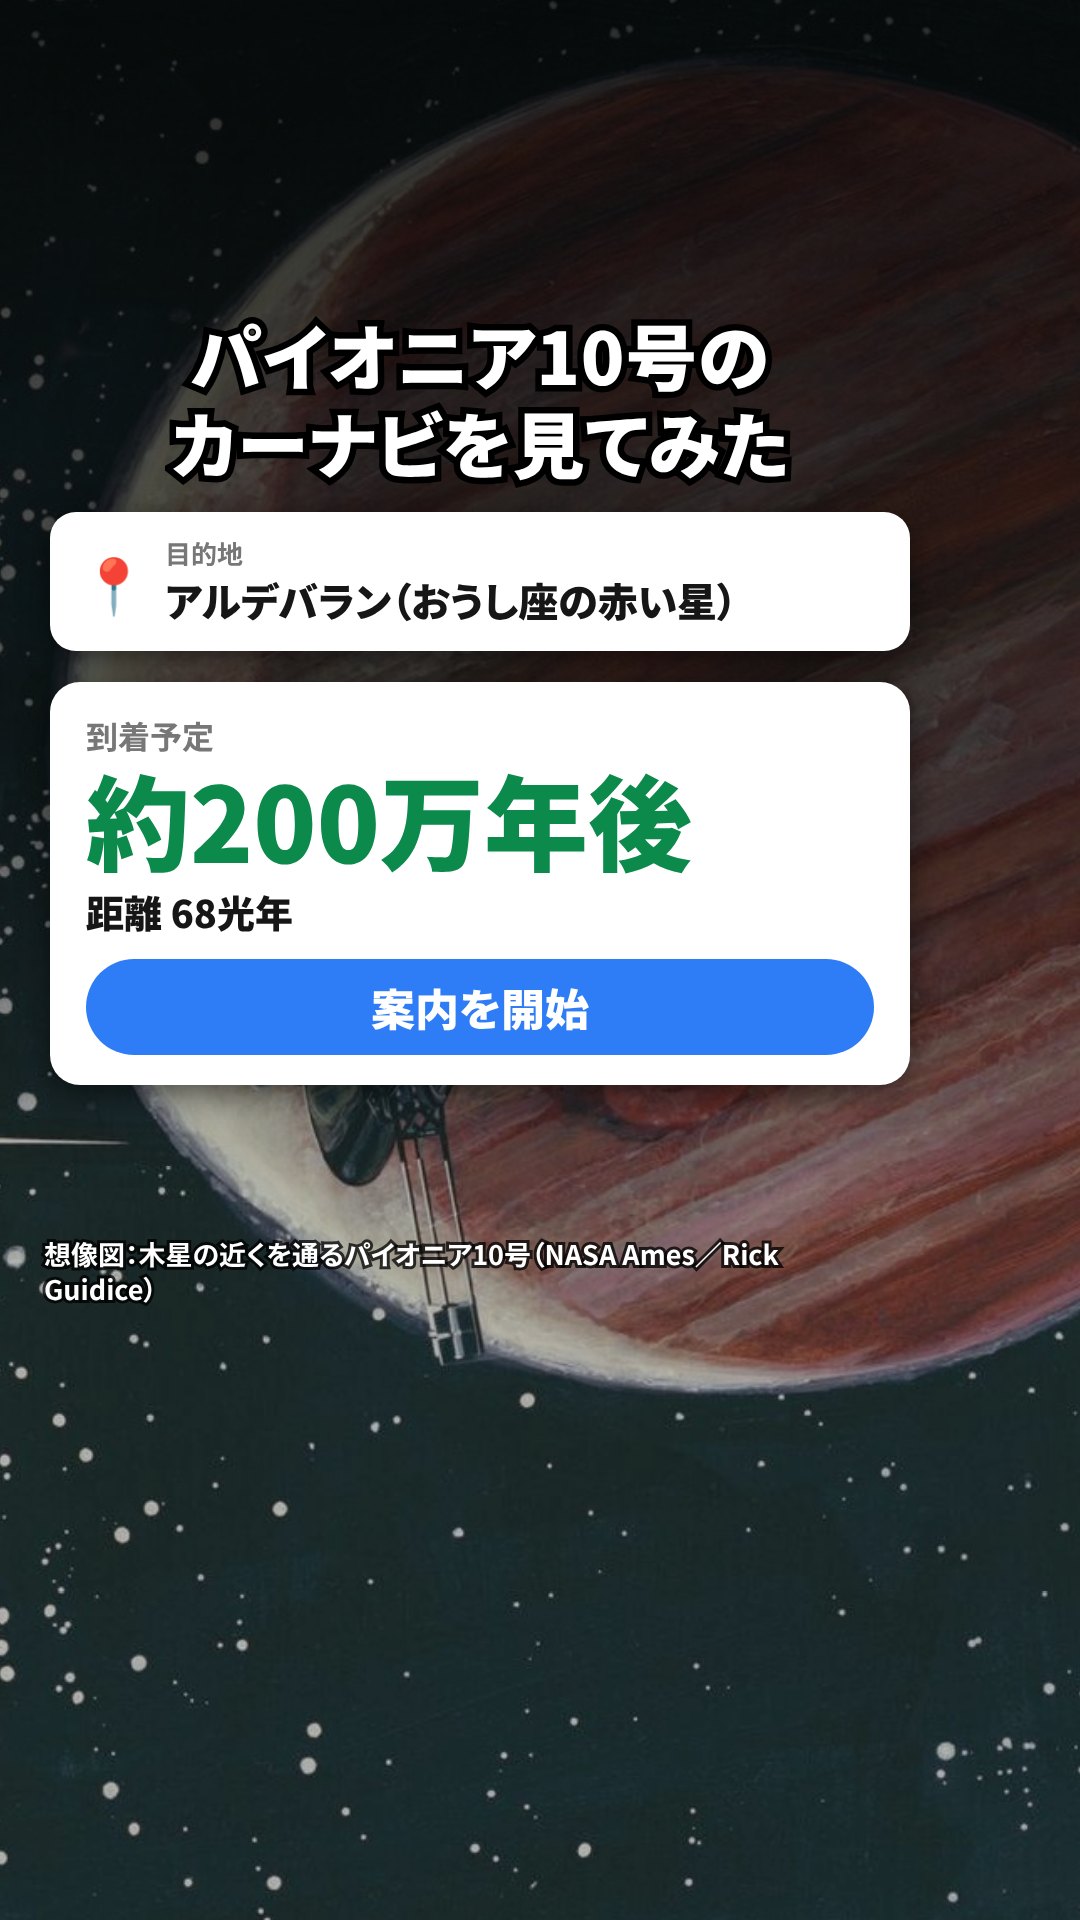 パイオニア10号の
カーナビを見てみた
目的地
アルデバラン（おうし座の赤い星）
到着予定
約200万年後
距離 68光年
案内を開始
想像図：木星の近くを通るパイオニア10号（NASA Ames／Rick
Guidice）